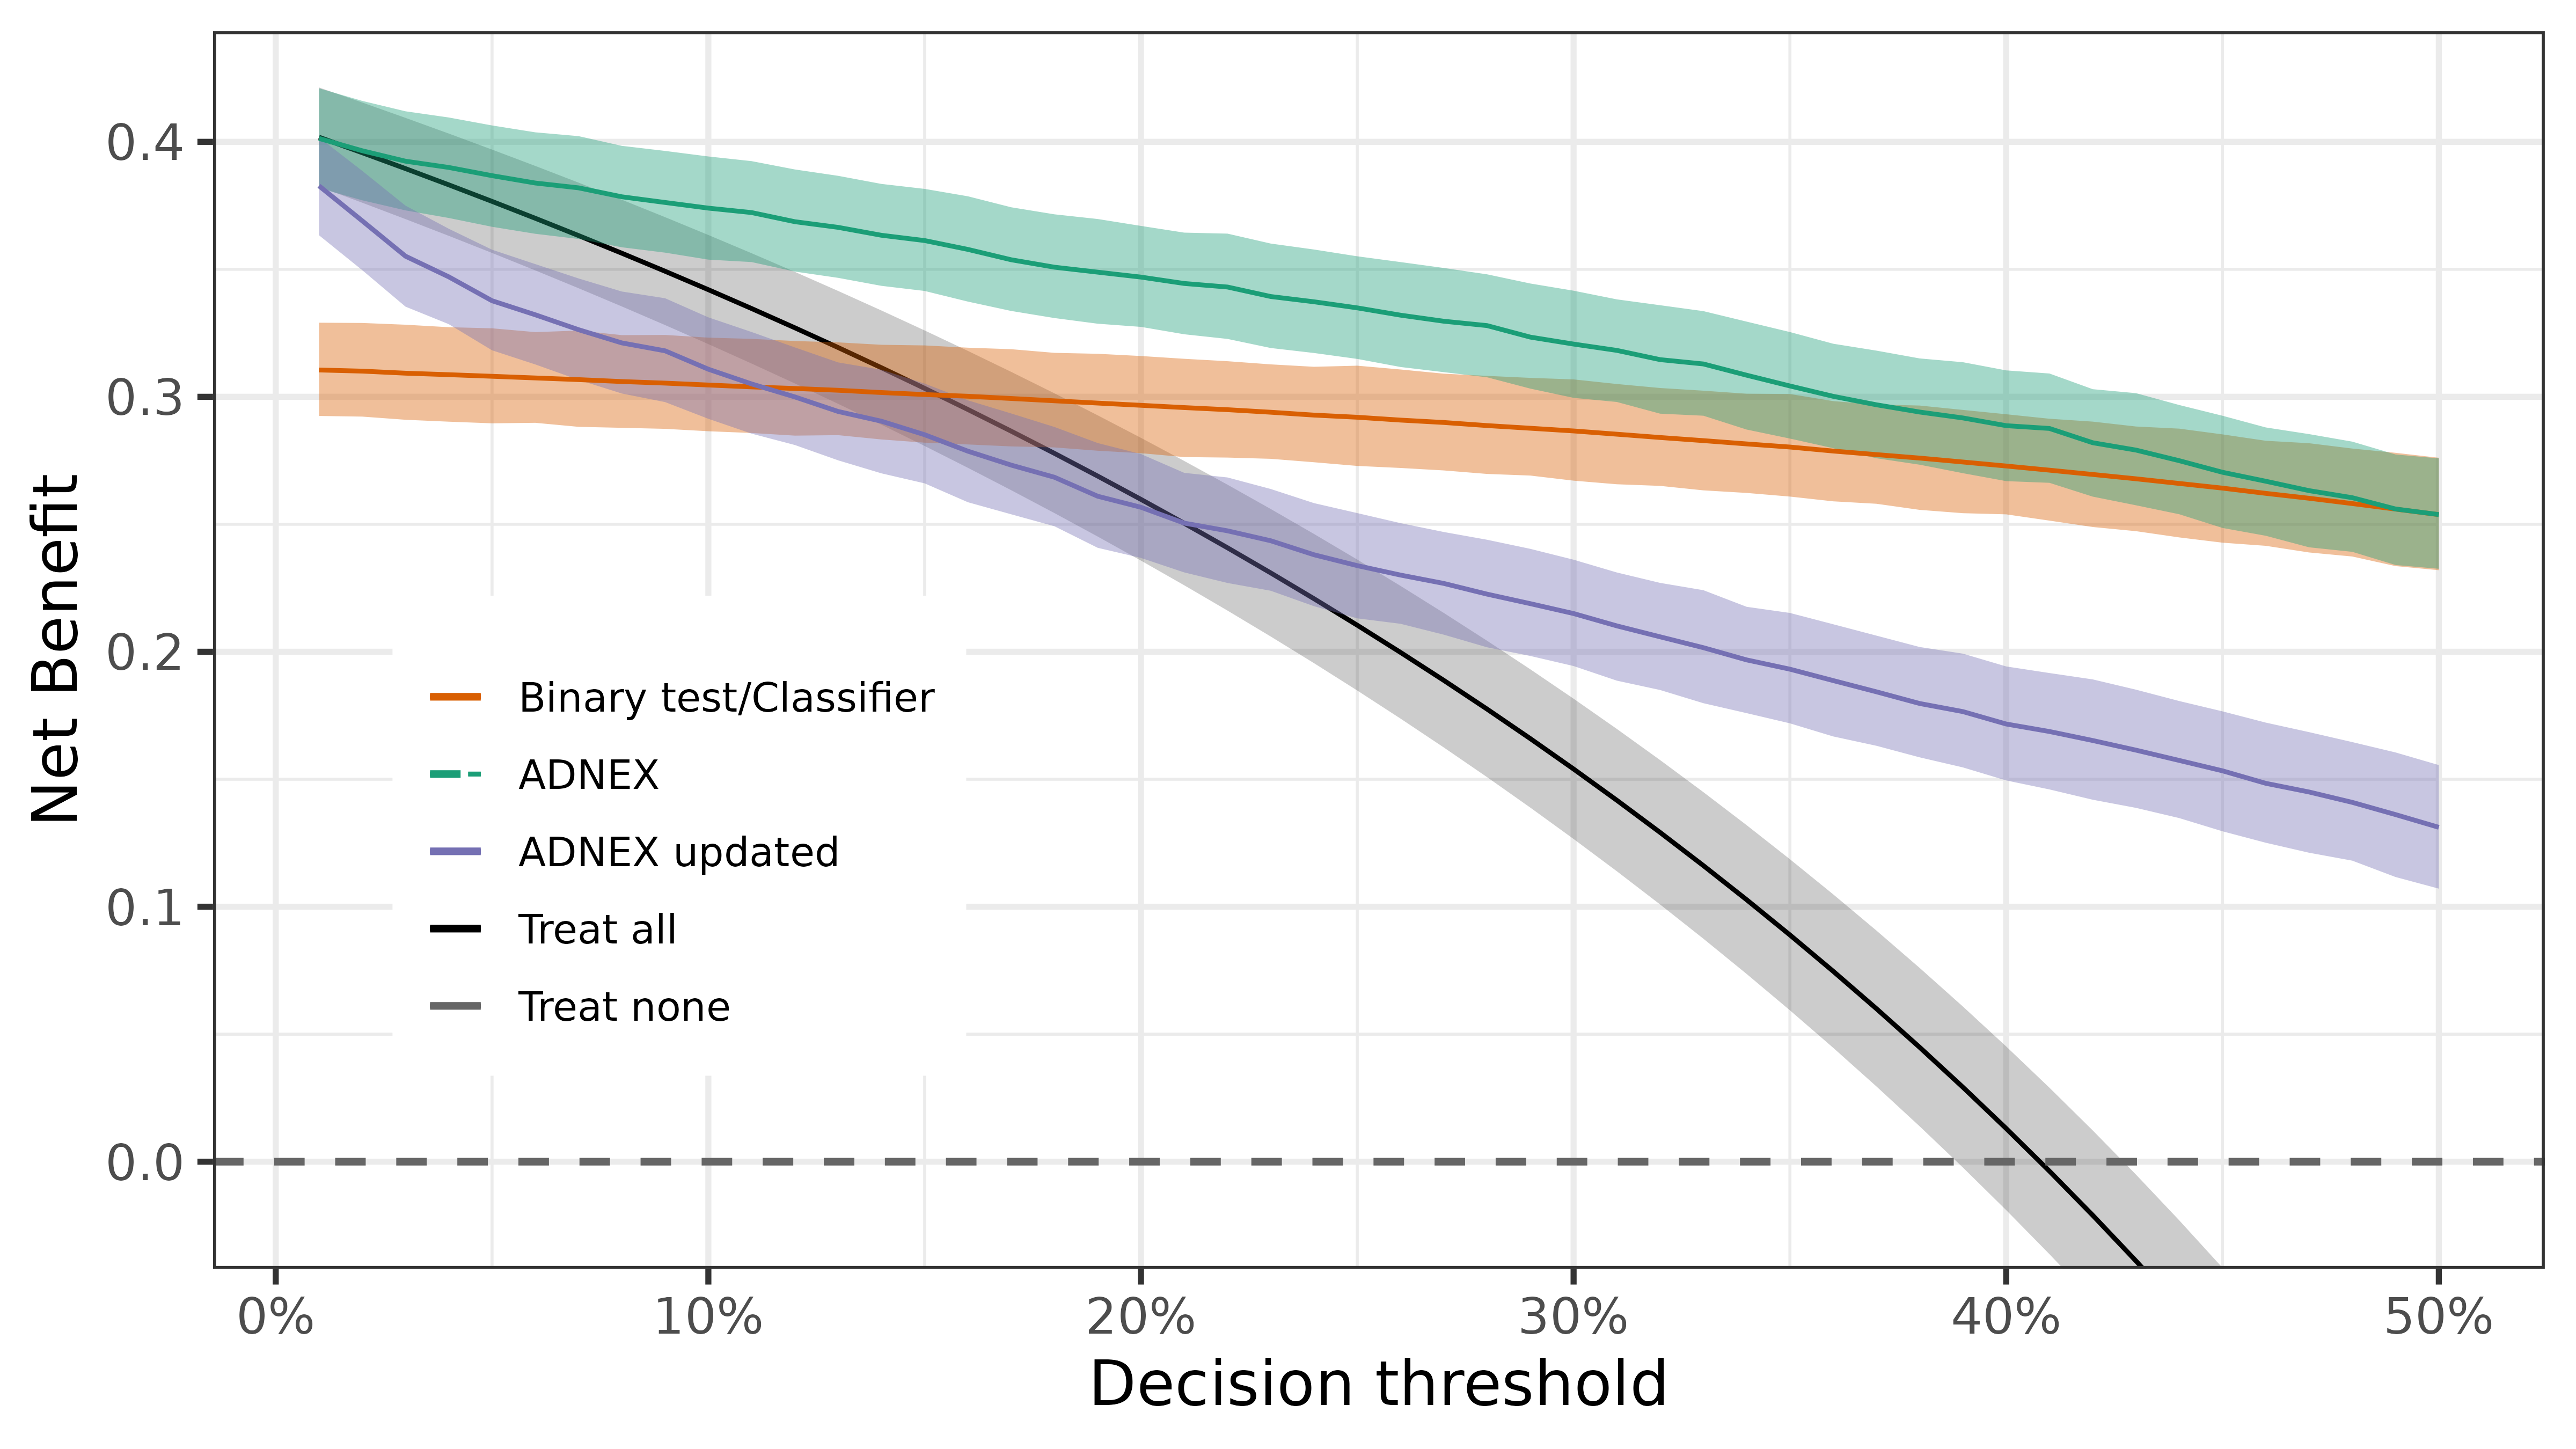 0.4
0.3
0.2
0.1
0.0
Net Benefit
Binary test/Classifier
ADNEX
ADNEX updated
Treat all
Treat none
0%
10%
20%
30%
40%
50%
Decision threshold